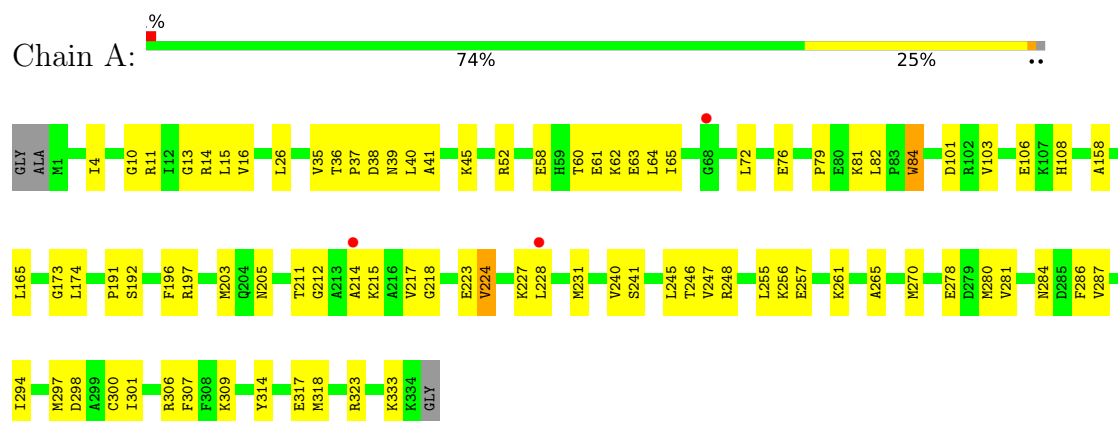 .%
Chain A:
74% 25% ..
GLY ALA M1 I4 G10 R11 I12 G13 R14 L15 V16 L26 V35 T36 P37 D38 N39 L40 A41 K45 R52 E58 H59 T60 E61 K62 E63 L64 I65 G68 L72 E76 P79 E80 K81 L82 P83 W84 D101 R102 V103 E106 K107 H108 A158
L165 G173 L174 P191 S192 F196 R197 M203 Q204 N205 T211 G212 A213 A214 K215 A216 V217 G218 E223 V224 K227 L228 M231 V240 S241 L245 T246 V247 R248 L255 K256 E257 K261 A265 M270 E278 D279 M280 V281 N284 D285 F286 V287
I294 M297 D298 A299 C300 I301 R306 F307 F308 K309 Y314 E317 M318 R323 K333 K334 GLY